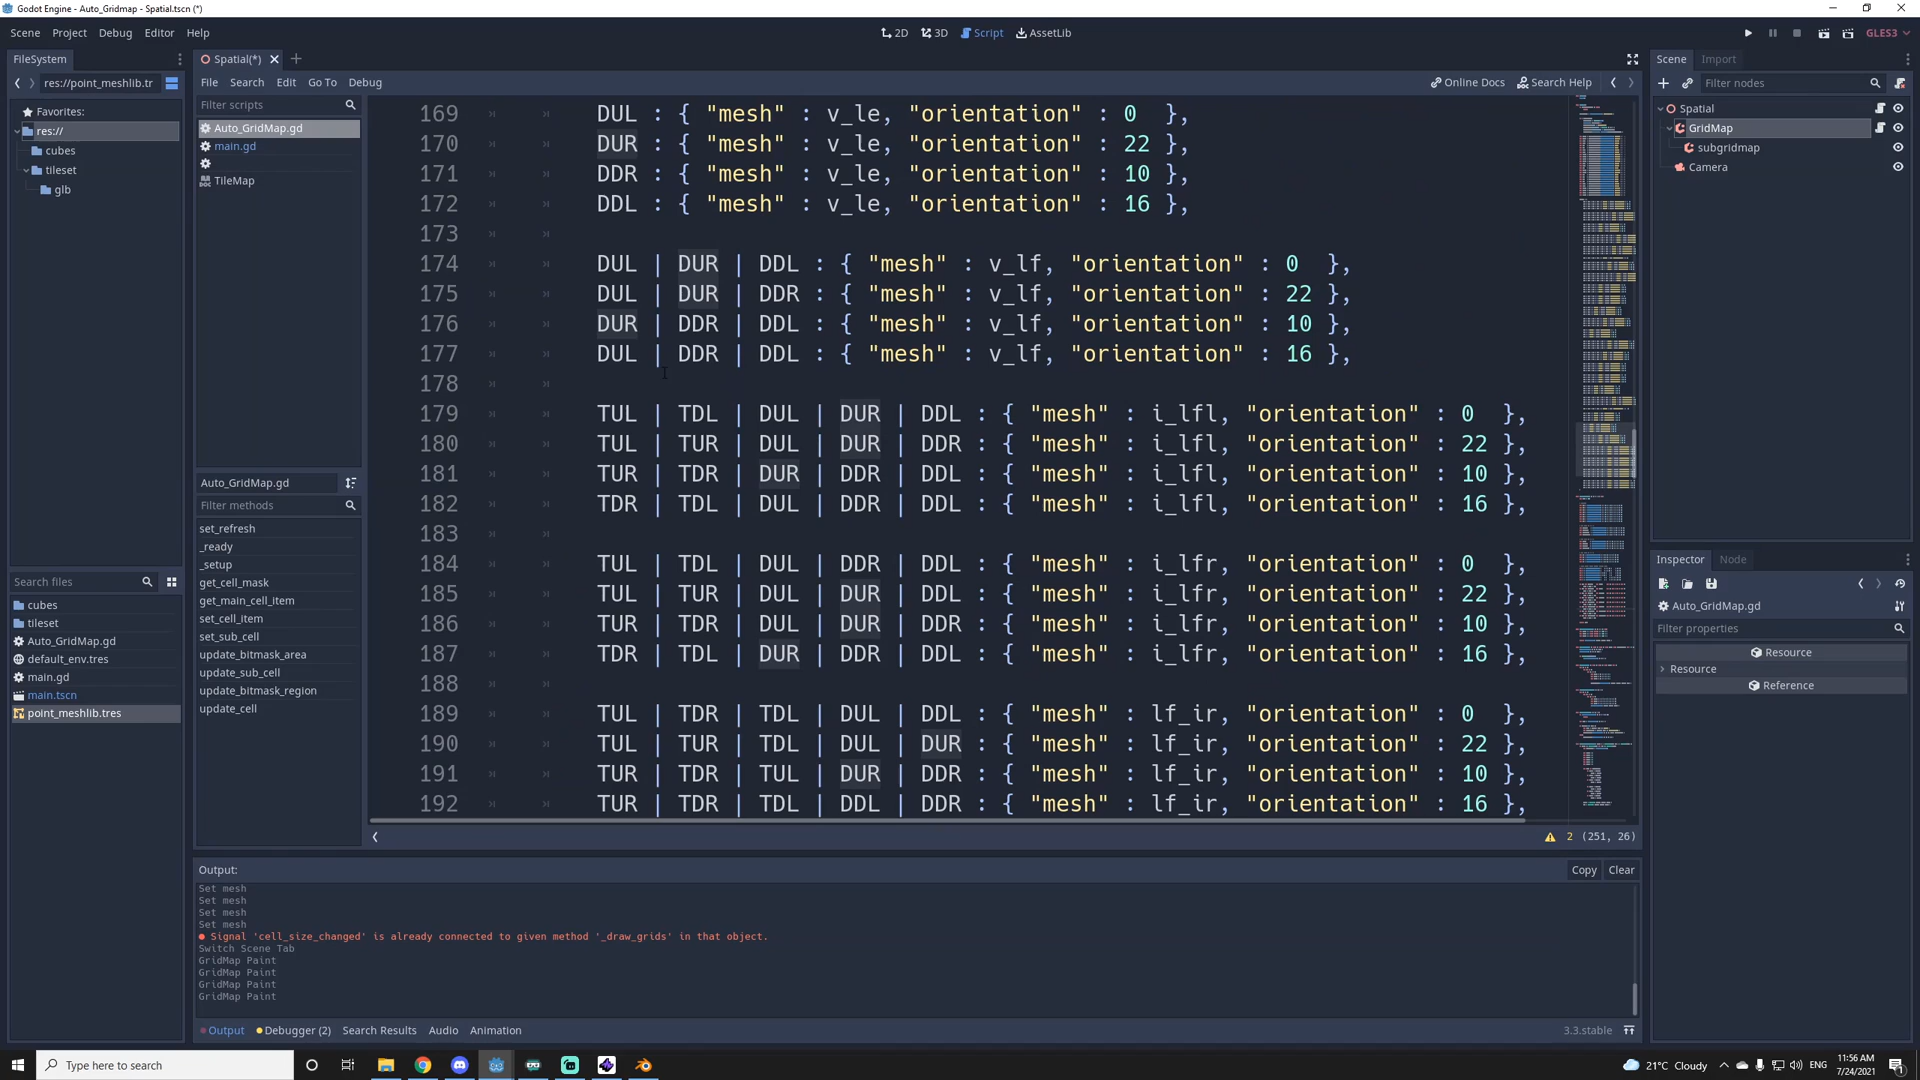 Godot Engine - Auto_Gridmap - Spatial.tscn (*)
Scene Project Debug Editor Help
2D 3D Script AssetLib
GLES3
FileSystem
res://point_meshlib.tr
Favorites:
res://
cubes
tileset
glb
Search files
cubes
tileset
Auto_GridMap.gd
default_env.tres
main.gd
main.tscn
point_meshlib.tres
Spatial(*)
File Search Edit Go To Debug
Online Docs Search Help
Filter scripts
Auto_GridMap.gd
main.gd
TileMap
Auto_GridMap.gd
Filter methods
set_refresh
_ready
_setup
get_cell_mask
get_main_cell_item
set_cell_item
set_sub_cell
update_bitmask_area
update_sub_cell
update_bitmask_region
update_cell
169 DUL : { "mesh" : v_le, "orientation" : 0 },
170 DUR : { "mesh" : v_le, "orientation" : 22 },
171 DDR : { "mesh" : v_le, "orientation" : 10 },
172 DDL : { "mesh" : v_le, "orientation" : 16 },
173
174 DUL | DUR | DDL : { "mesh" : v_lf, "orientation" : 0 },
175 DUL | DUR | DDR : { "mesh" : v_lf, "orientation" : 22 },
176 DUR | DDR | DDL : { "mesh" : v_lf, "orientation" : 10 },
177 DUL | DDR | DDL : { "mesh" : v_lf, "orientation" : 16 },
178
179 TUL | TDL | DUL | DUR | DDL : { "mesh" : i_lfl, "orientation" : 0 },
180 TUL | TUR | DUL | DUR | DDR : { "mesh" : i_lfl, "orientation" : 22 },
181 TUR | TDR | DUR | DDR | DDL : { "mesh" : i_lfl, "orientation" : 10 },
182 TDR | TDL | DUL | DDR | DDL : { "mesh" : i_lfl, "orientation" : 16 },
183
184 TUL | TDL | DUL | DDR | DDL : { "mesh" : i_lfr, "orientation" : 0 },
185 TUL | TUR | DUL | DUR | DDL : { "mesh" : i_lfr, "orientation" : 22 },
186 TUR | TDR | DUL | DUR | DDR : { "mesh" : i_lfr, "orientation" : 10 },
187 TDR | TDL | DUR | DDR | DDL : { "mesh" : i_lfr, "orientation" : 16 },
188
189 TUL | TDR | TDL | DUL | DDL : { "mesh" : lf_ir, "orientation" : 0 },
190 TUL | TUR | TDL | DUL | DUR : { "mesh" : lf_ir, "orientation" : 22 },
191 TUR | TDR | TUL | DUR | DDR : { "mesh" : lf_ir, "orientation" : 10 },
192 TUR | TDR | TDL | DDL | DDR : { "mesh" : lf_ir, "orientation" : 16 },
2 (251, 26)
Output:
Copy Clear
Set mesh
Set mesh
Set mesh
Set mesh
Signal 'cell_size_changed' is already connected to given method '_draw_grids' in that object.
Switch Scene Tab
GridMap Paint
GridMap Paint
GridMap Paint
GridMap Paint
Output Debugger (2) Search Results Audio Animation
3.3.stable
Scene Import
Filter nodes
Spatial
GridMap
subgridmap
Camera
Inspector Node
Auto_GridMap.gd
Filter properties
Resource
Resource
Reference
Type here to search
21°C Cloudy
ENG
11:56 AM
7/24/2021